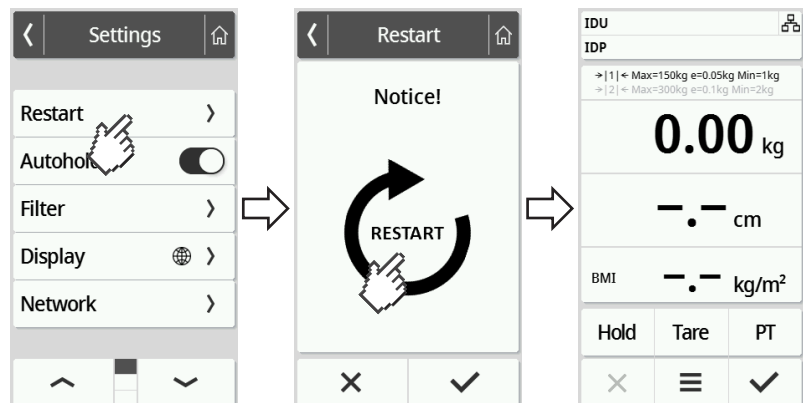 Settings
Restart
Autohol
Filter
Display
Network
Restart
Notice!
RESTART
IDU
IDP
→|1|← Max=150kg e=0.05kg Min=1kg
→|2|← Max=300kg e=0.1kg Min=2kg
0.00 kg
-.- cm
BMI -.- kg/m²
Hold Tare PT